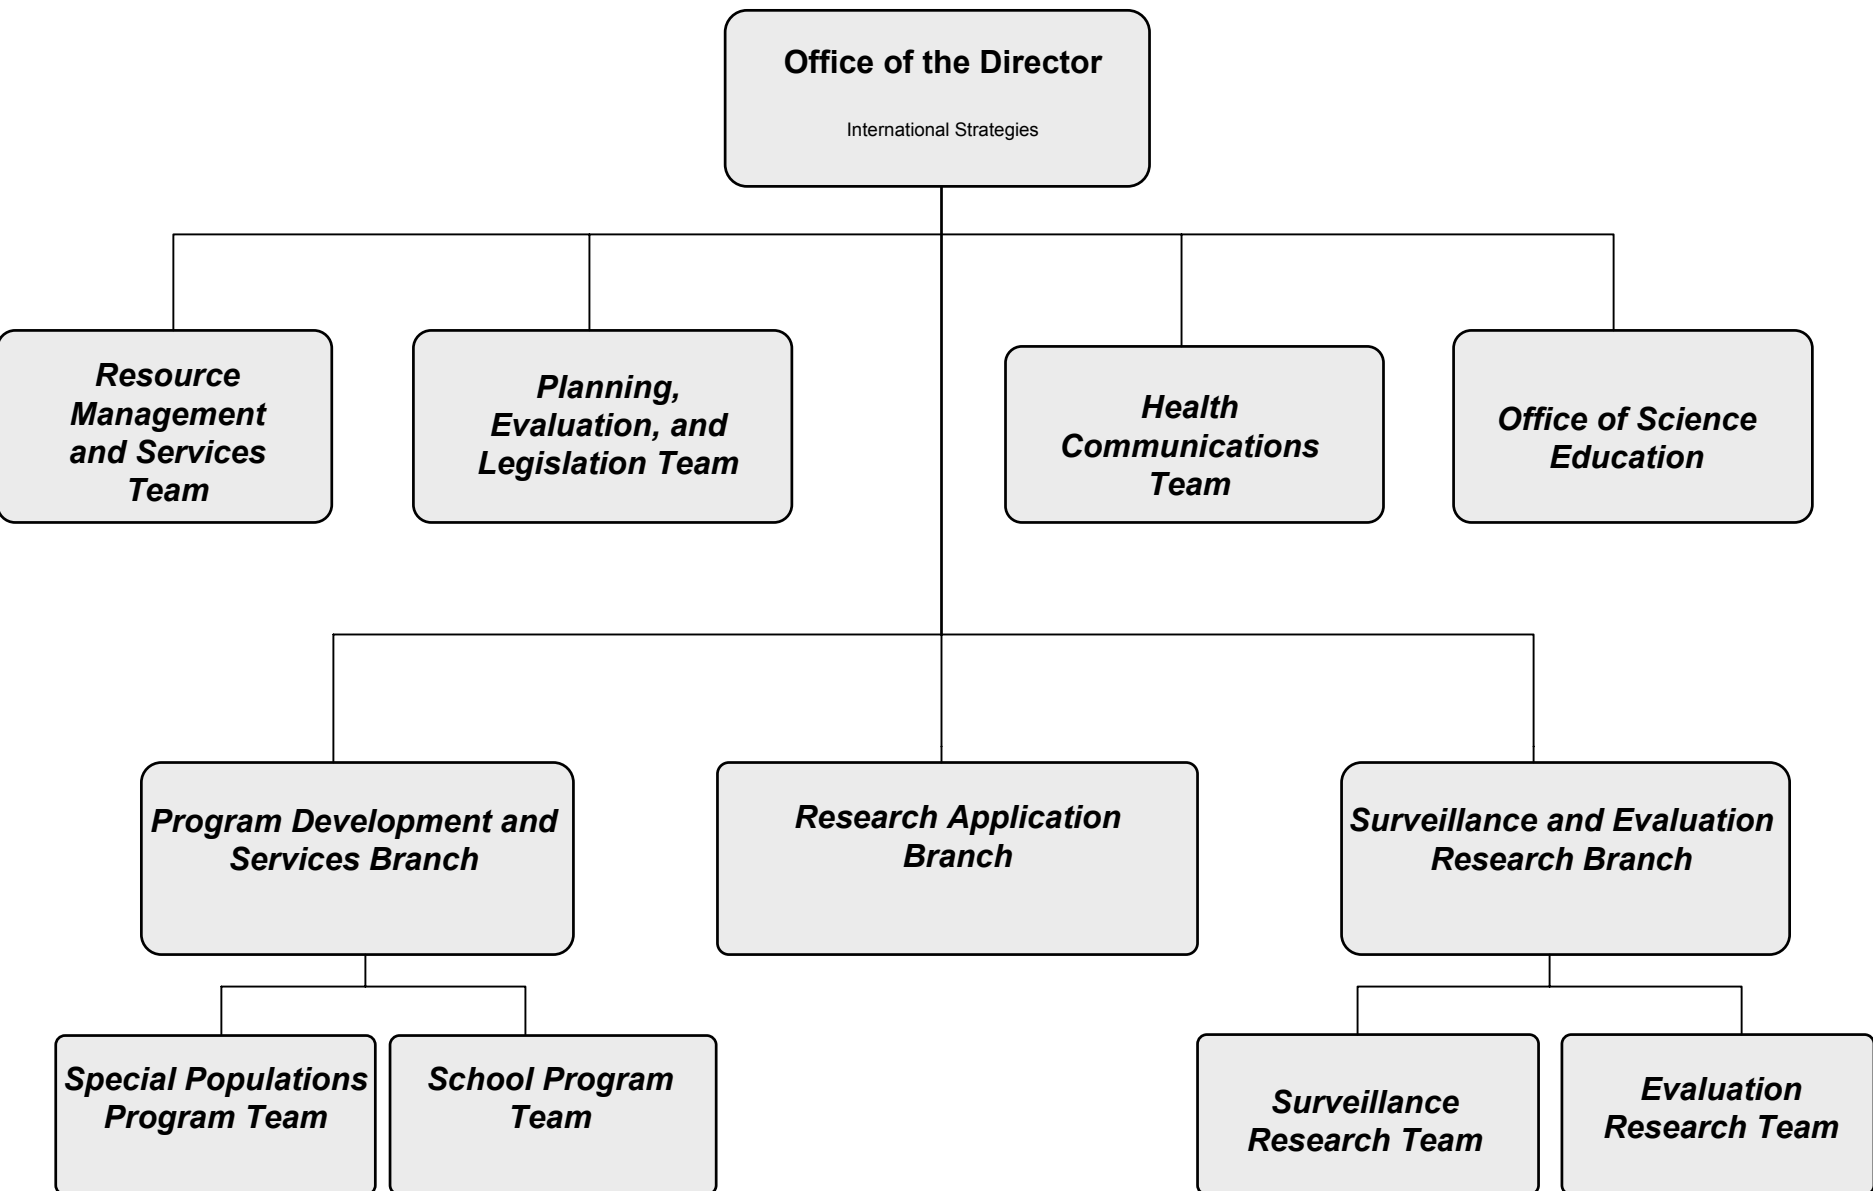 Office of the Director
International Strategies
Resource
Management
and Services
Team
Planning,
Evaluation, and
Legislation Team
Health
Communications
Team
Office of Science
Education
Program Development and
Services Branch
Research Application
Branch
Surveillance and Evaluation
Research Branch
Special Populations
Program Team
School Program
Team
Surveillance
Research Team
Evaluation
Research Team